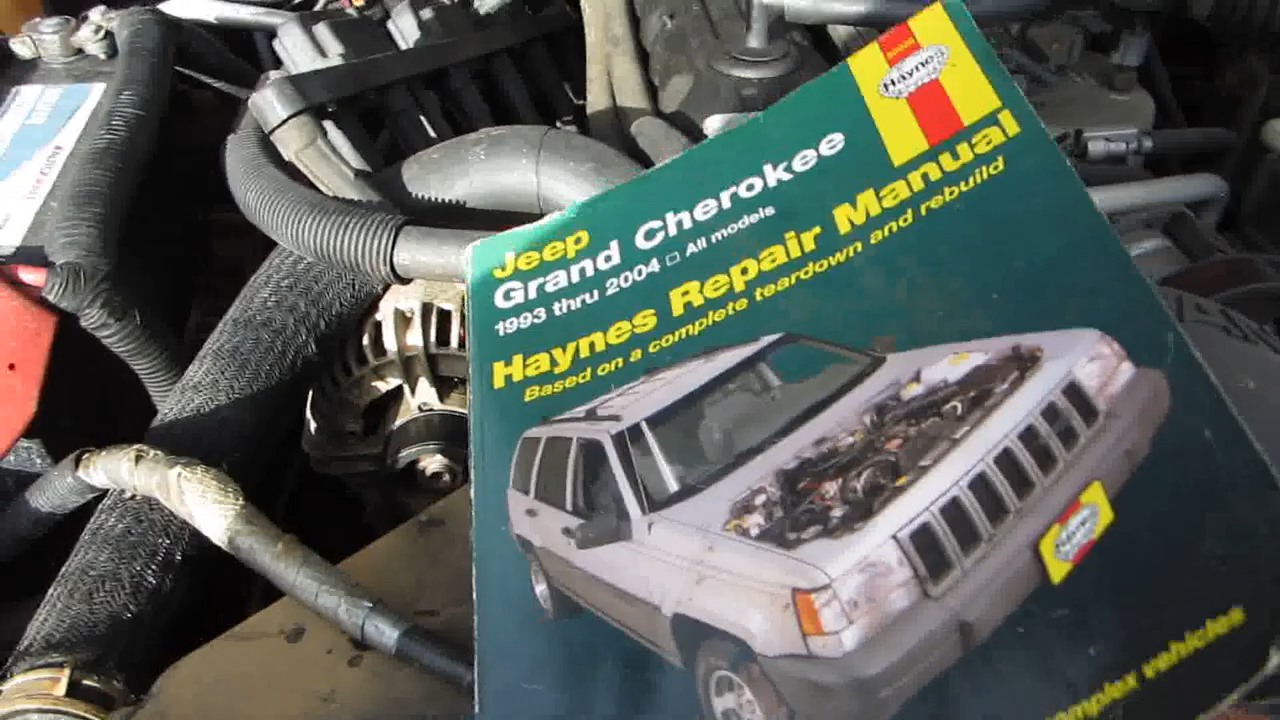 Haynes
Jeep
Grand Cherokee
1993 thru 2004 □ All models
Haynes Repair Manual
Based on a complete teardown and rebuild
Haynes
complex vehicles